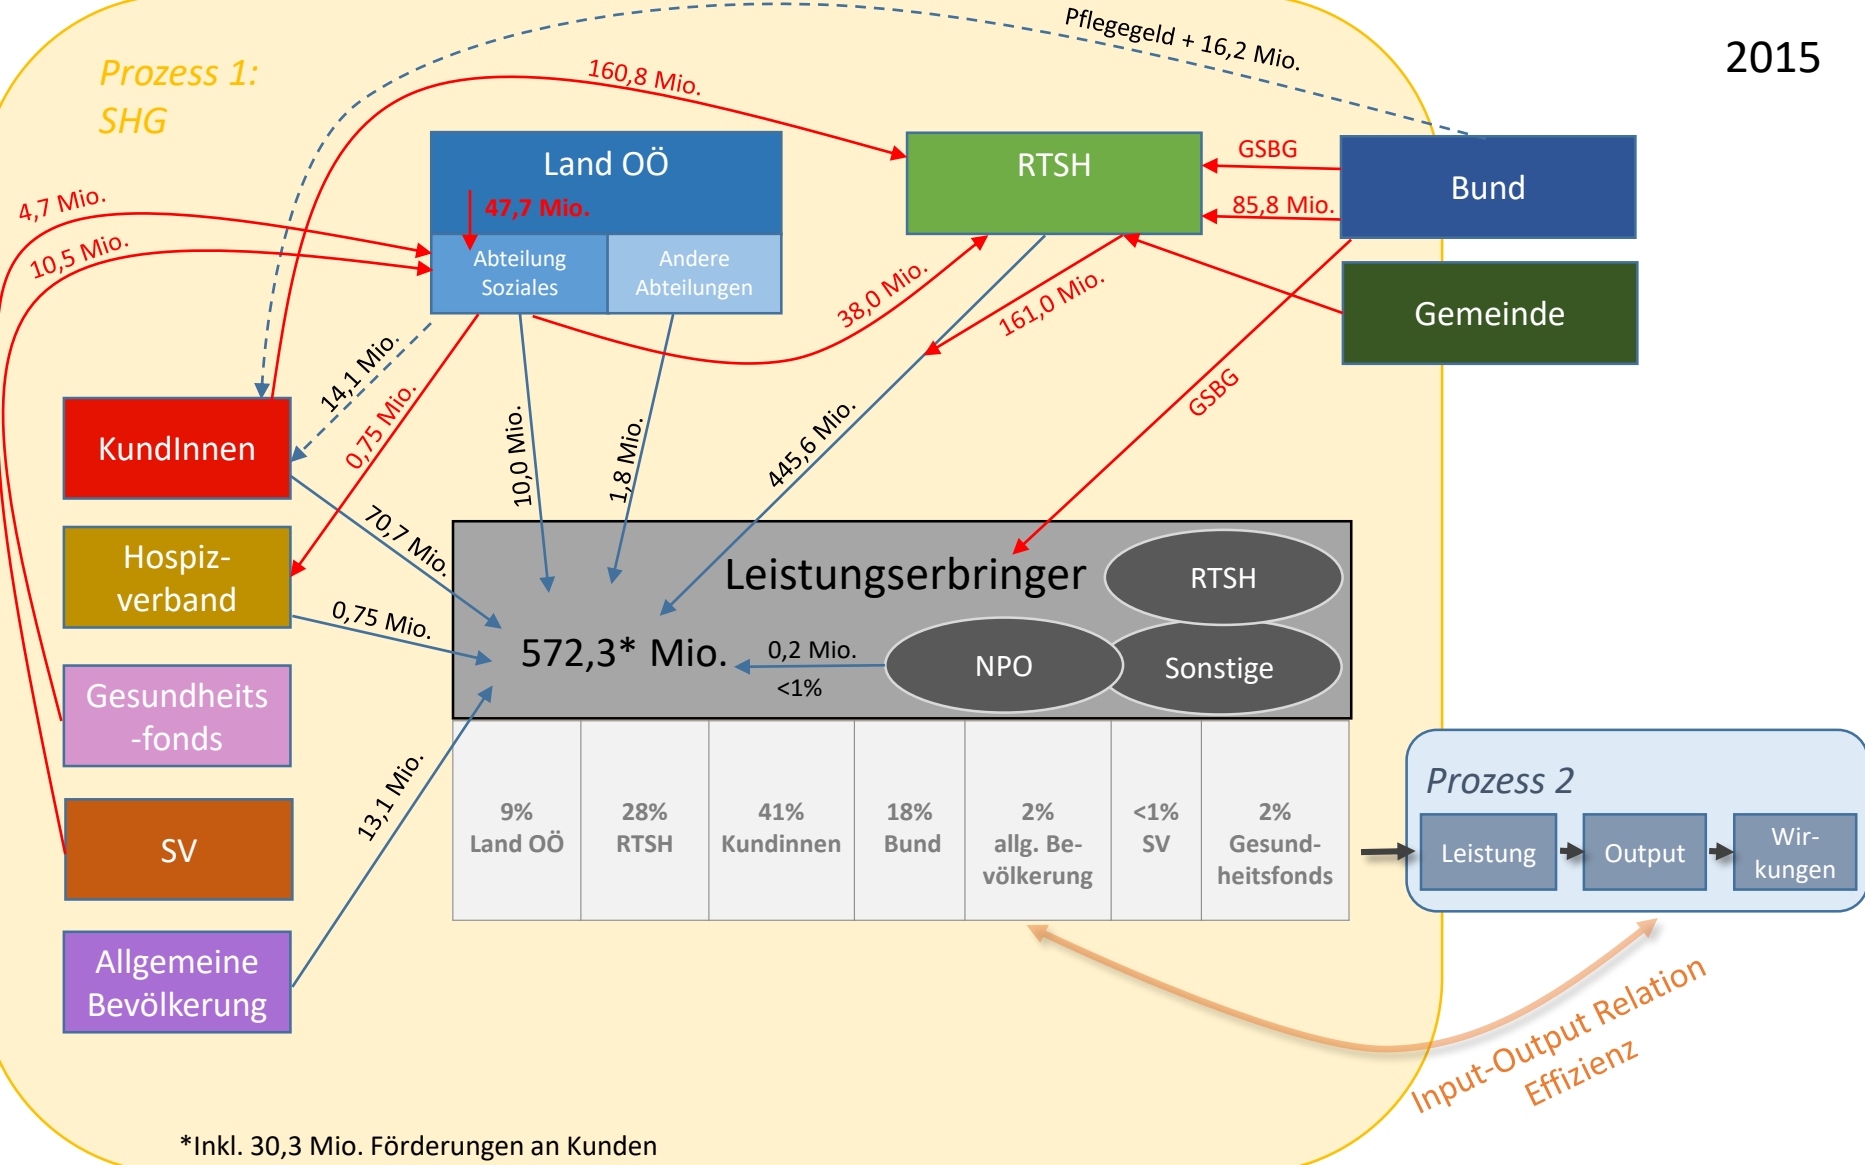 2015
Prozess 1:
SHG
Pflegegeld + 16,2 Mio.
160,8 Mio.
4,7 Mio.
10,5 Mio.
Land OÖ
47,7 Mio.
Abteilung
Soziales
Andere
Abteilungen
RTSH
GSBG
85,8 Mio.
Bund
Gemeinde
38,0 Mio.
161,0 Mio.
14,1 Mio.
0,75 Mio.
10,0 Mio.
1,8 Mio.
445,6 Mio.
GSBG
KundInnen
70,7 Mio.
Hospiz-
verband
0,75 Mio.
Gesundheits
-fonds
SV
13,1 Mio.
Allgemeine
Bevölkerung
Leistungserbringer
572,3* Mio.
0,2 Mio.
<1%
RTSH
NPO
Sonstige
9%
Land OÖ
28%
RTSH
41%
Kundinnen
18%
Bund
2%
allg. Be-
völkerung
<1%
SV
2%
Gesund-
heitsfonds
Prozess 2
Leistung
Output
Wir-
kungen
Input-Output Relation
Effizienz
*Inkl. 30,3 Mio. Förderungen an Kunden